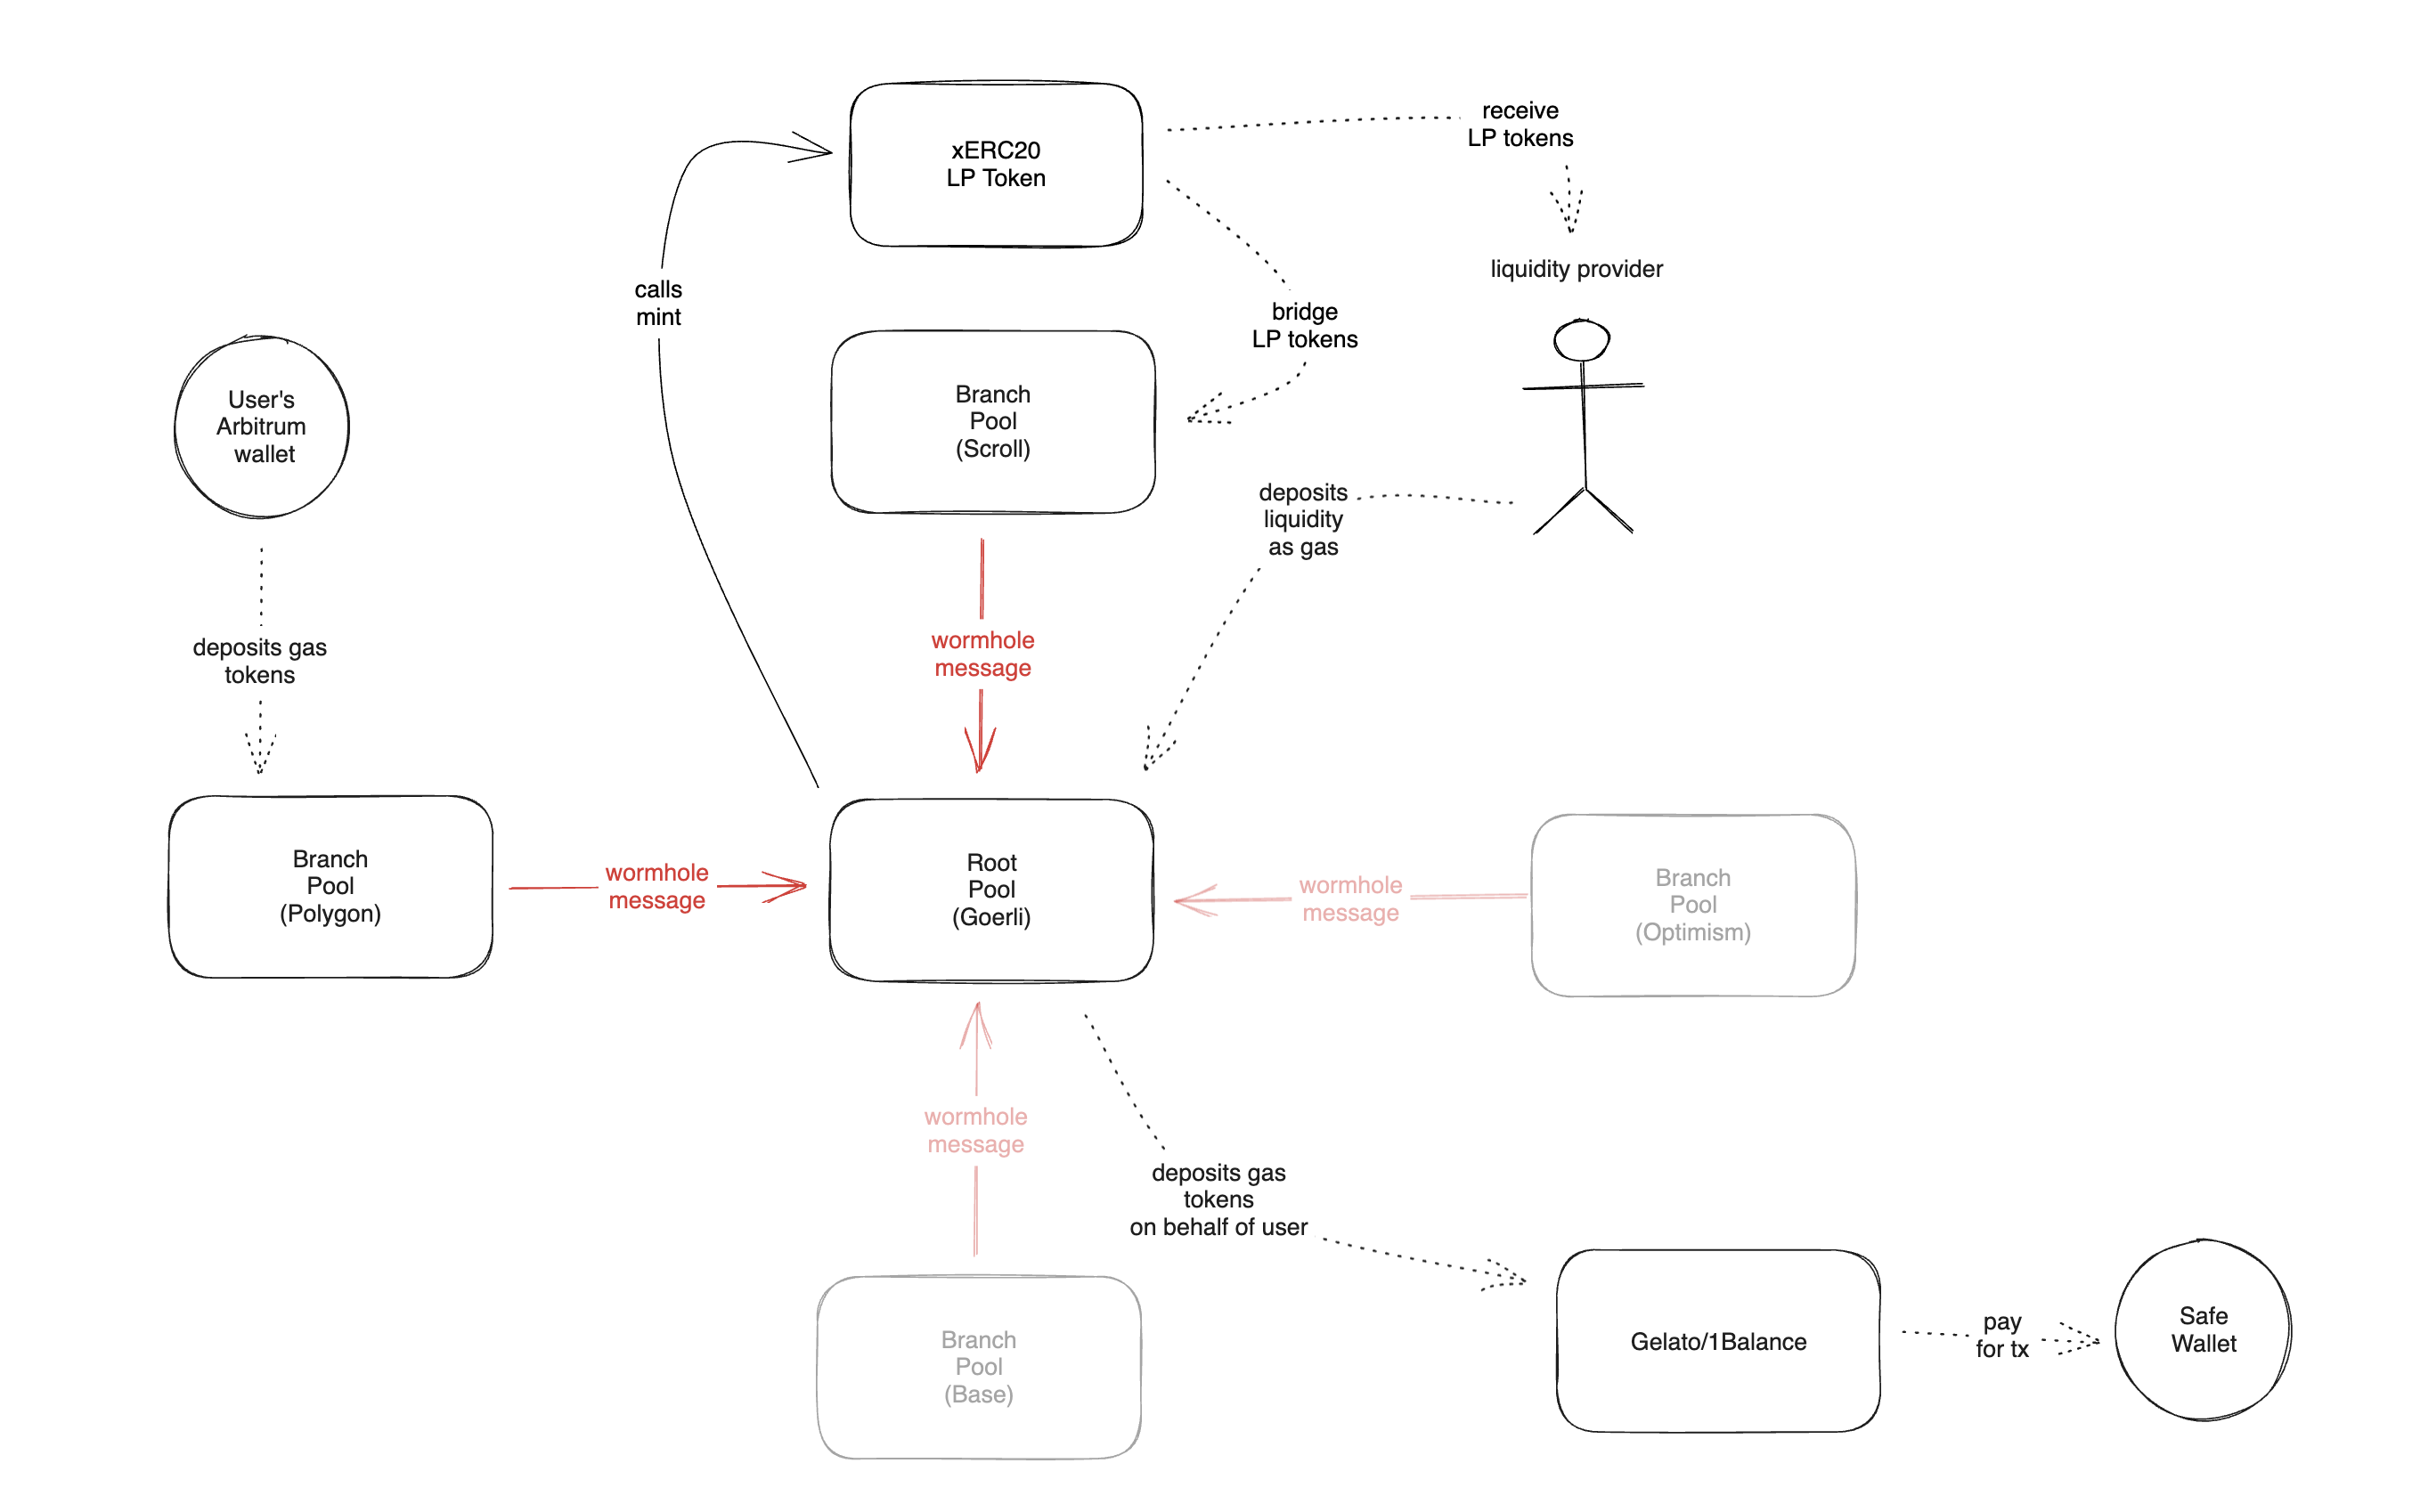 xERC20
LP Token
receive
LP tokens
liquidity provider
calls
mint
bridge
LP tokens
User's
Arbitrum
wallet
Branch
Pool
(Scroll)
deposits
liquidity
as gas
deposits gas
tokens
wormhole
message
Branch
Pool
(Polygon)
wormhole
message
Root
Pool
(Goerli)
wormhole
message
Branch
Pool
(Optimism)
wormhole
message
deposits gas
tokens
on behalf of user
Branch
Pool
(Base)
Gelato/1Balance
pay
for tx
Safe
Wallet